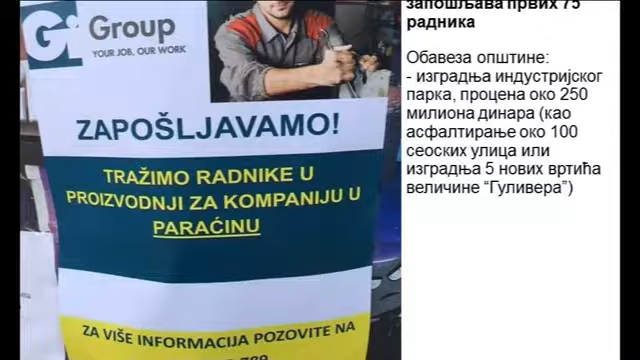 Gi Group
YOUR JOB, OUR WORK
ZAPOŠLJAVAMO!
TRAŽIMO RADNIKE U
PROIZVODNJI ZA KOMPANIJU U
PARAĆINU
ZA VIŠE INFORMACIJA POZOVITE NA
789
запошљава првих 75
радника
Обавеза општине:
- изградња индустријског
парка, процена око 250
милиона динара (као
асфалтирање око 100
сеоских улица или
изградња 5 нових вртића
величине “Гуливера”)